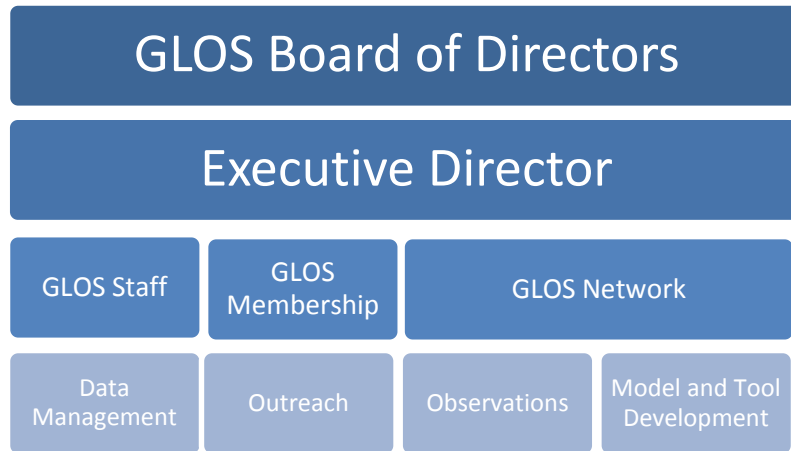 GLOS Board of Directors
Executive Director
GLOS Staff
GLOS
Membership
GLOS Network
Data
Management
Outreach
Observations
Model and Tool
Development